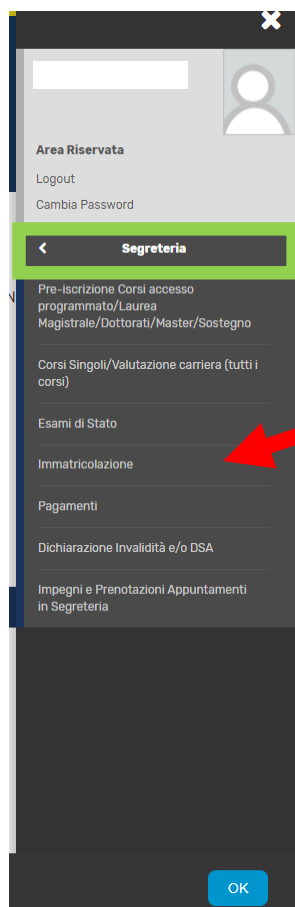 Area Riservata
Logout
Cambia Password
Segreteria
Pre-iscrizione Corsi accesso
programmato/Laurea
Magistrale/Dottorati/Master/Sostegno
Corsi Singoli/Valutazione carriera (tutti i
corsi)
Esami di Stato
Immatricolazione
Pagamenti
Dichiarazione Invalidità e/o DSA
Impegni e Prenotazioni Appuntamenti
in Segreteria
OK